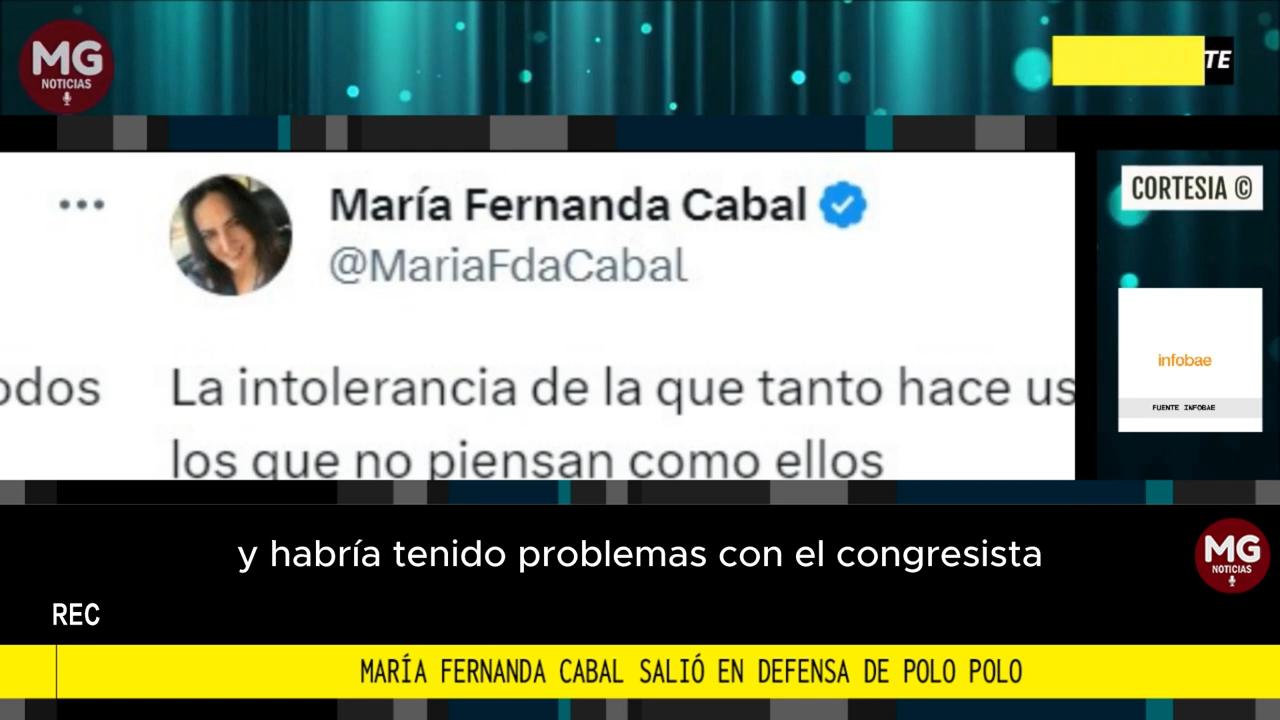 MG
NOTICIAS
TE
CORTESIA ©
María Fernanda Cabal
@MariaFdaCabal
odos
La intolerancia de la que tanto hace us
los que no piensan como ellos
infobae
FUENTE INFOBAE
y habría tenido problemas con el congresista
MG
NOTICIAS
REC
MARÍA FERNANDA CABAL SALIÓ EN DEFENSA DE POLO POLO